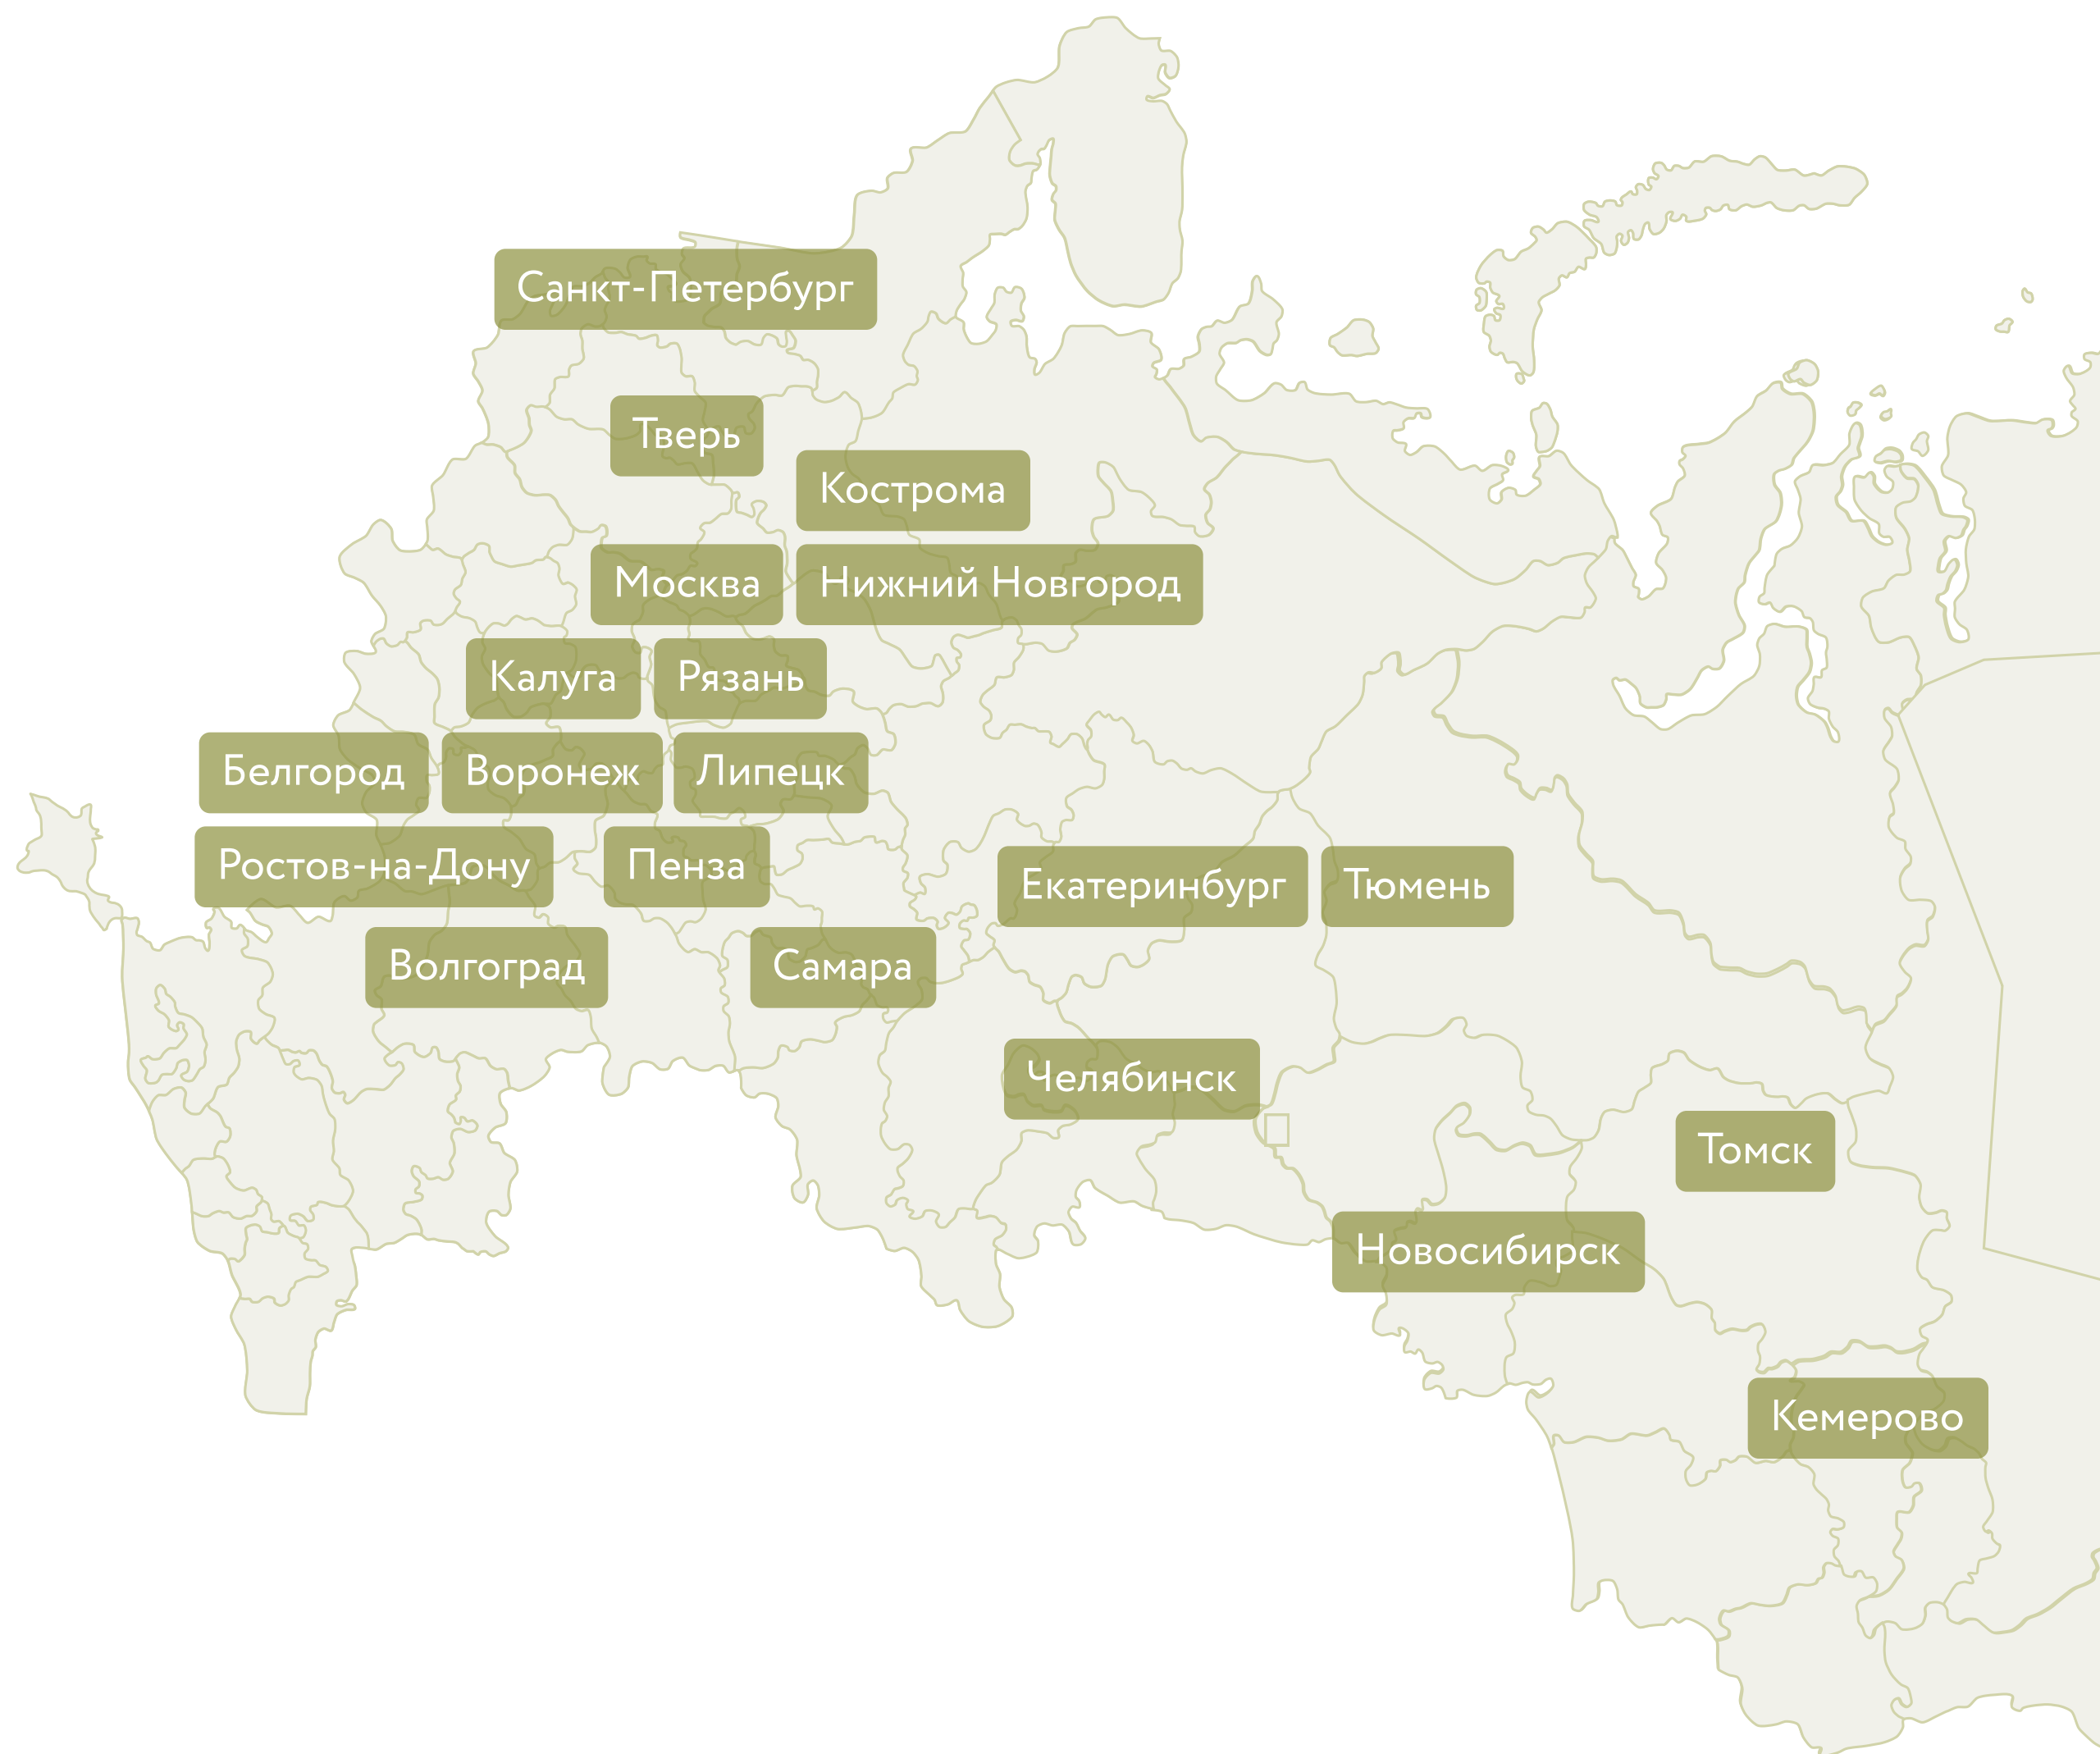 Санкт-Петербург
Тверь
Кострома
Москва
Нижний Новгород
Калуга
Рязань
Белгород
Воронеж
Липецк
Ростов-на-Дону
Пенза
Екатеринбург
Тюмень
Волгоград
Самара
Челябинск
Томск
Новосибирск
Кемерово